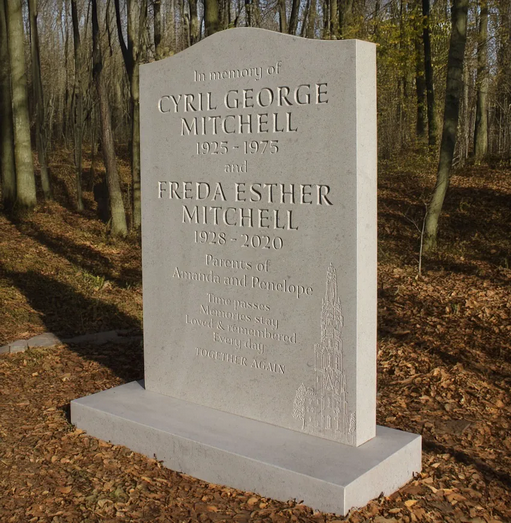 In memory of
CYRIL GEORGE
MITCHELL
1925 - 1975
and
FREDA ESTHER
MITCHELL
1928 - 2020
Parents of
Amanda and Penelope
Time passes
Memories stay
Loved & remembered
Every day
TOGETHER AGAIN